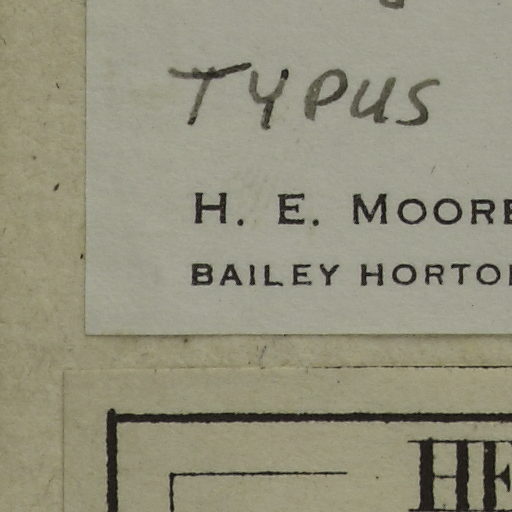 TYPUS
H. E. MOORE
BAILEY HORTO
HE